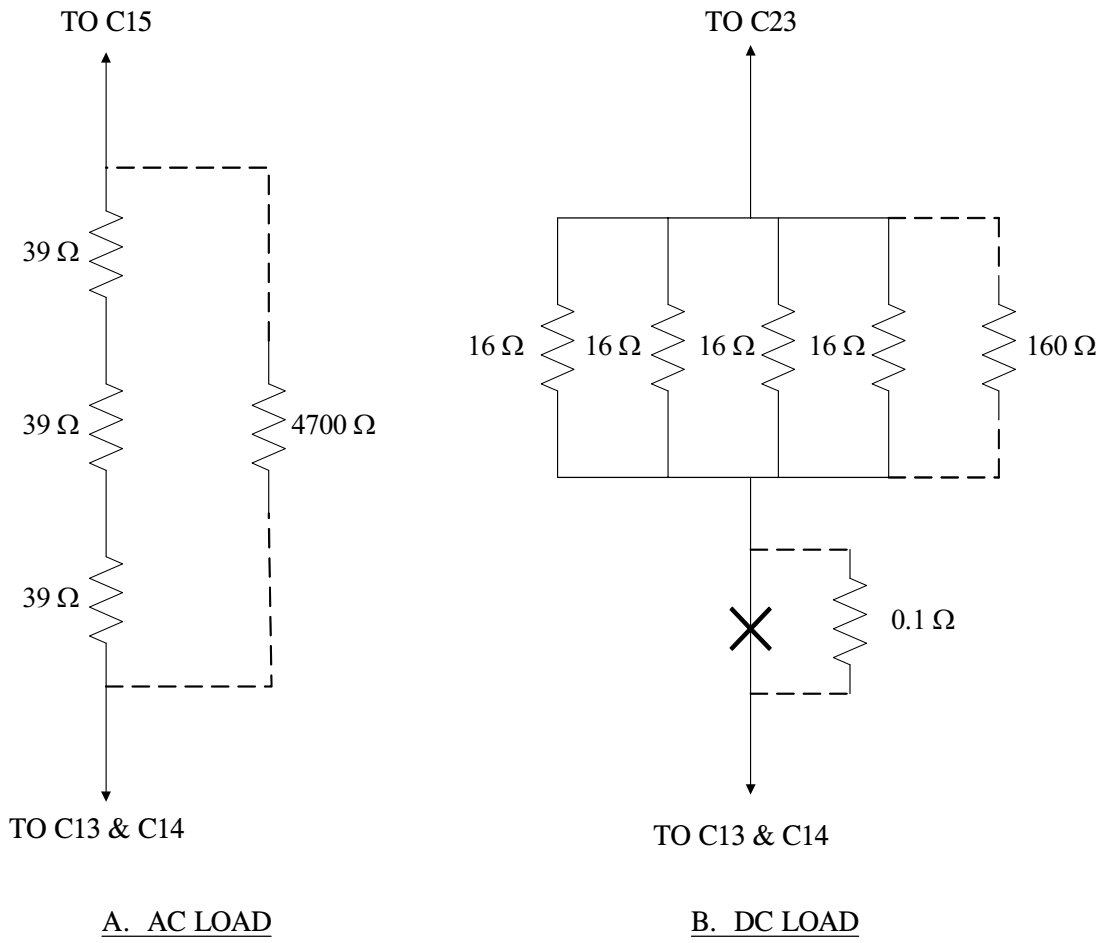 TO C15
39 Ω
39 Ω
39 Ω
4700 Ω
TO C13 & C14
A. AC LOAD
TO C23
16 Ω
16 Ω
16 Ω
16 Ω
160 Ω
0.1 Ω
TO C13 & C14
B. DC LOAD